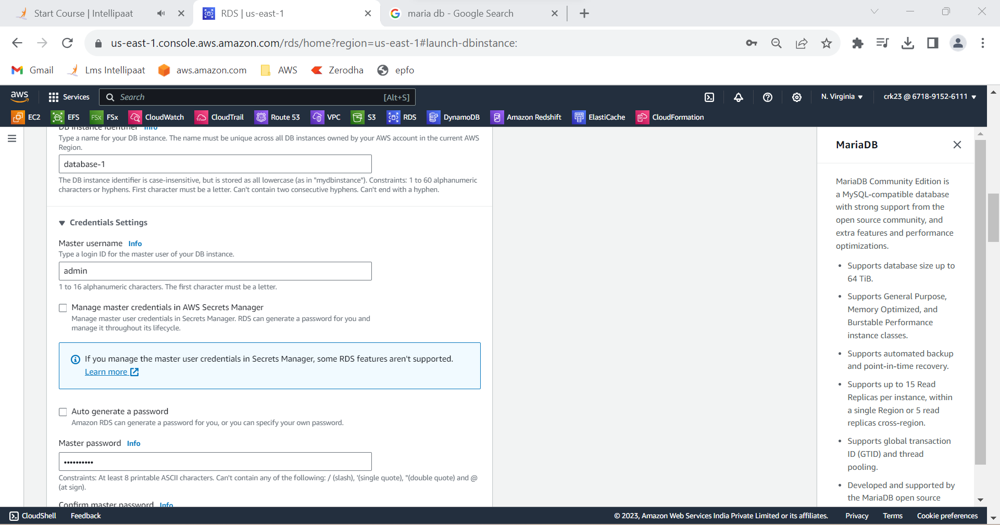 Start Course | Intellipaat
RDS | us-east-1
maria db - Google Search
us-east-1.console.aws.amazon.com/rds/home?region=us-east-1#launch-dbinstance:
Gmail
Lms Intellipaat
aws.amazon.com
AWS
Zerodha
epfo
aws
Services
Search
[Alt+S]
N. Virginia
crk23 @ 6718-9152-6111
EC2
EFS
FSx
FSx
CloudWatch
CloudTrail
Route 53
VPC
S3
RDS
DynamoDB
Amazon Redshift
ElastiCache
CloudFormation
DB instance identifier Info
Type a name for your DB instance. The name must be unique across all DB instances owned by your AWS account in the current AWS
Region.
database-1
The DB instance identifier is case-insensitive, but is stored as all lowercase (as in "mydbinstance"). Constraints: 1 to 60 alphanumeric
characters or hyphens. First character must be a letter. Can't contain two consecutive hyphens. Can't end with a hyphen.
Credentials Settings
Master username Info
Type a login ID for the master user of your DB instance.
admin
1 to 16 alphanumeric characters. The first character must be a letter.
Manage master credentials in AWS Secrets Manager
Manage master user credentials in Secrets Manager. RDS can generate a password for you and
manage it throughout its lifecycle.
If you manage the master user credentials in Secrets Manager, some RDS features aren't supported.
Learn more
Auto generate a password
Amazon RDS can generate a password for you, or you can specify your own password.
Master password Info
••••••••••
Constraints: At least 8 printable ASCII characters. Can't contain any of the following: / (slash), '(single quote), "(double quote) and @
(at sign).
Confirm master password Info
MariaDB
MariaDB Community Edition is
a MySQL-compatible database
with strong support from the
open source community, and
extra features and performance
optimizations.
• Supports database size up to
64 TiB.
• Supports General Purpose,
Memory Optimized, and
Burstable Performance
instance classes.
• Supports automated backup
and point-in-time recovery.
• Supports up to 15 Read
Replicas per instance, within
a single Region or 5 read
replicas cross-region.
• Supports global transaction
ID (GTID) and thread
pooling.
• Developed and supported by
the MariaDB open source
CloudShell
Feedback
© 2023, Amazon Web Services India Private Limited or its affiliates.
Privacy
Terms
Cookie preferences